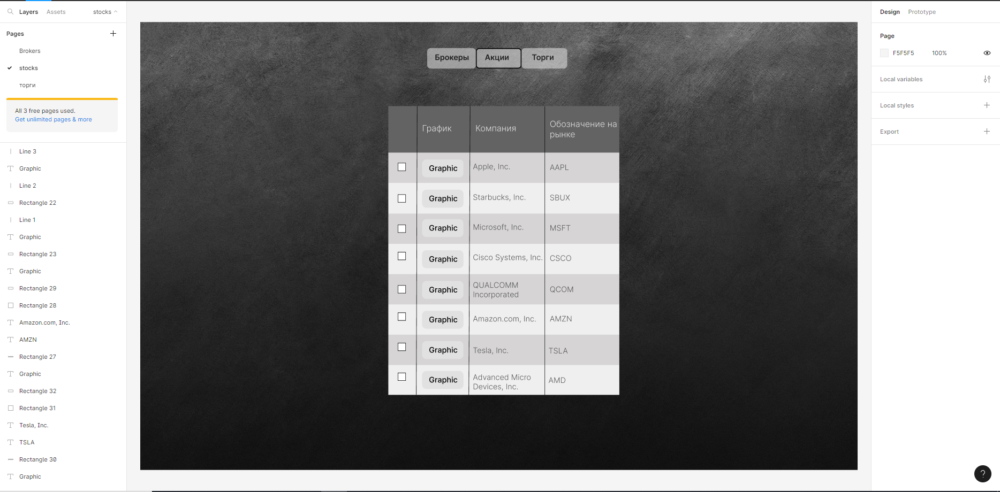 Layers Assets stocks
Pages
Brokers
stocks
торги
All 3 free pages used.
Get unlimited pages & more
Line 3
Graphic
Line 2
Rectangle 22
Line 1
Graphic
Rectangle 23
Graphic
Rectangle 29
Rectangle 28
Amazon.com, Inc.
AMZN
Rectangle 27
Graphic
Rectangle 32
Rectangle 31
Tesla, Inc.
TSLA
Rectangle 30
Graphic
Брокеры Акции Торги
График Компания Обозначение на
рынке
Graphic Apple, Inc. AAPL
Graphic Starbucks, Inc. SBUX
Graphic Microsoft, Inc. MSFT
Graphic Cisco Systems, Inc. CSCO
Graphic QUALCOMM
Incorporated QCOM
Graphic Amazon.com, Inc. AMZN
Graphic Tesla, Inc. TSLA
Graphic Advanced Micro
Devices, Inc. AMD
Design Prototype
Page
F5F5F5 100%
Local variables
Local styles
Export
?